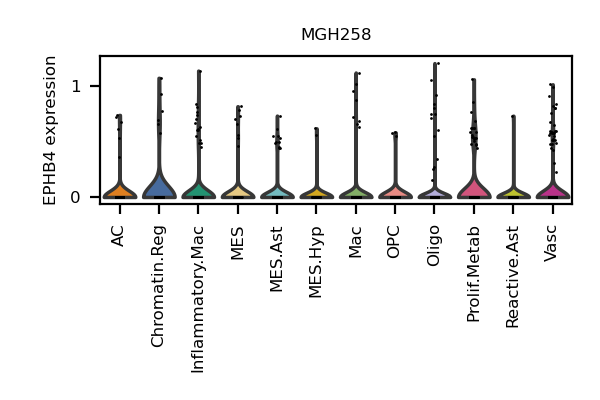 MGH258
EPHB4 expression
1
0
AC
Chromatin.Reg
Inflammatory.Mac
MES
MES.Ast
MES.Hyp
Mac
OPC
Oligo
Prolif.Metab
Reactive.Ast
Vasc